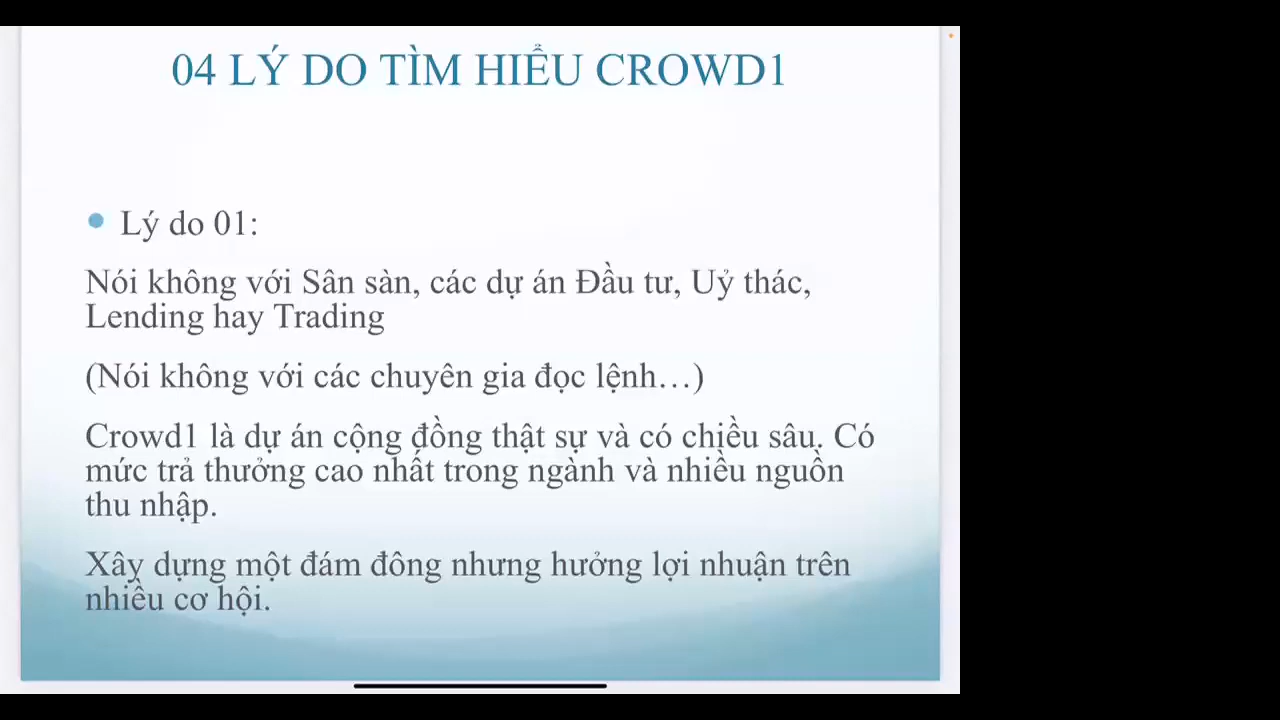 04 LÝ DO TÌM HIỂU CROWD1
Lý do 01:
Nói không với Sân sàn, các dự án Đầu tư, Uỷ thác,
Lending hay Trading
(Nói không với các chuyên gia đọc lệnh…)
Crowd1 là dự án cộng đồng thật sự và có chiều sâu. Có
mức trả thưởng cao nhất trong ngành và nhiều nguồn
thu nhập.
Xây dựng một đám đông nhưng hưởng lợi nhuận trên
nhiều cơ hội.